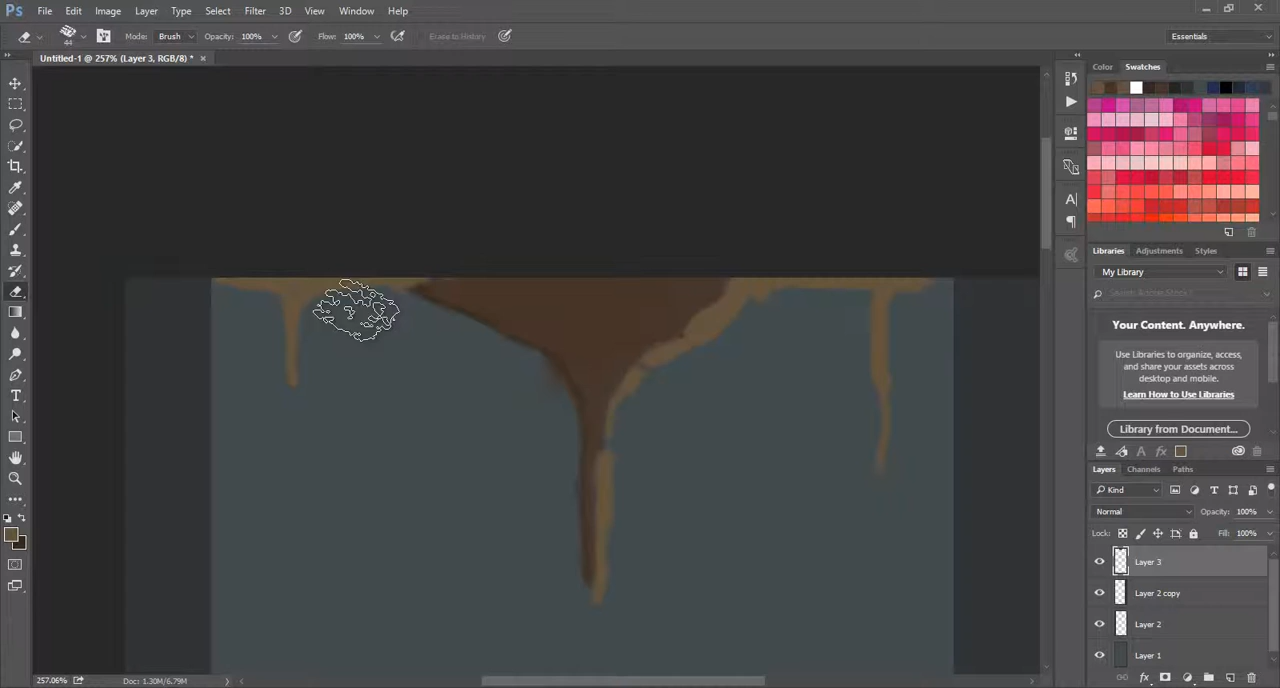 Ps File Edit Image Layer Type Select Filter 3D View Window Help
44 Mode: Brush Opacity: 100% Flow: 100% Erase to History Essentials
Untitled-1 @ 257% (Layer 3, RGB/8) * ×
Color Swatches
Libraries Adjustments Styles
My Library
Search Adobe Stock
Your Content. Anywhere.
Use Libraries to organize, access,
and share your assets across
desktop and mobile.
Learn How to Use Libraries
Library from Document...
Layers Channels Paths
Kind
Normal Opacity: 100%
Lock: Fill: 100%
Layer 3
Layer 2 copy
Layer 2
Layer 1
257.06% Doc: 1.30M/6.79M